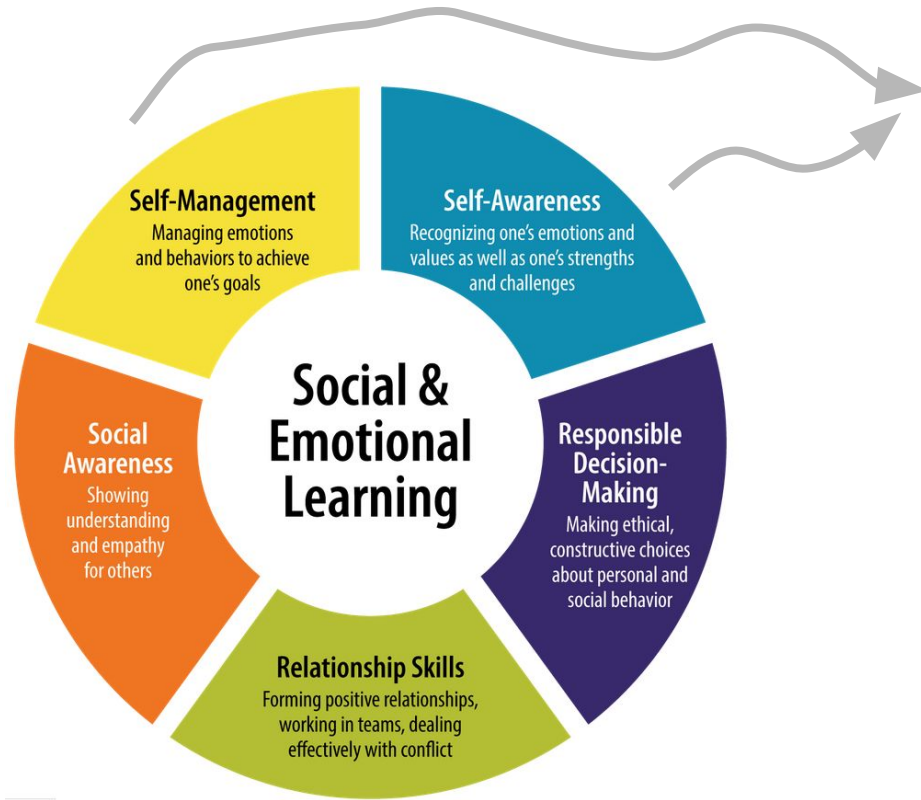 Social &
Emotional
Learning
Self-Awareness
Recognizing one's emotions and
values as well as one's strengths
and challenges
Responsible
Decision-
Making
Making ethical,
constructive choices
about personal and
social behavior
Relationship Skills
Forming positive relationships,
working in teams, dealing
effectively with conflict
Social
Awareness
Showing
understanding
and empathy
for others
Self-Management
Managing emotions
and behaviors to achieve
one's goals